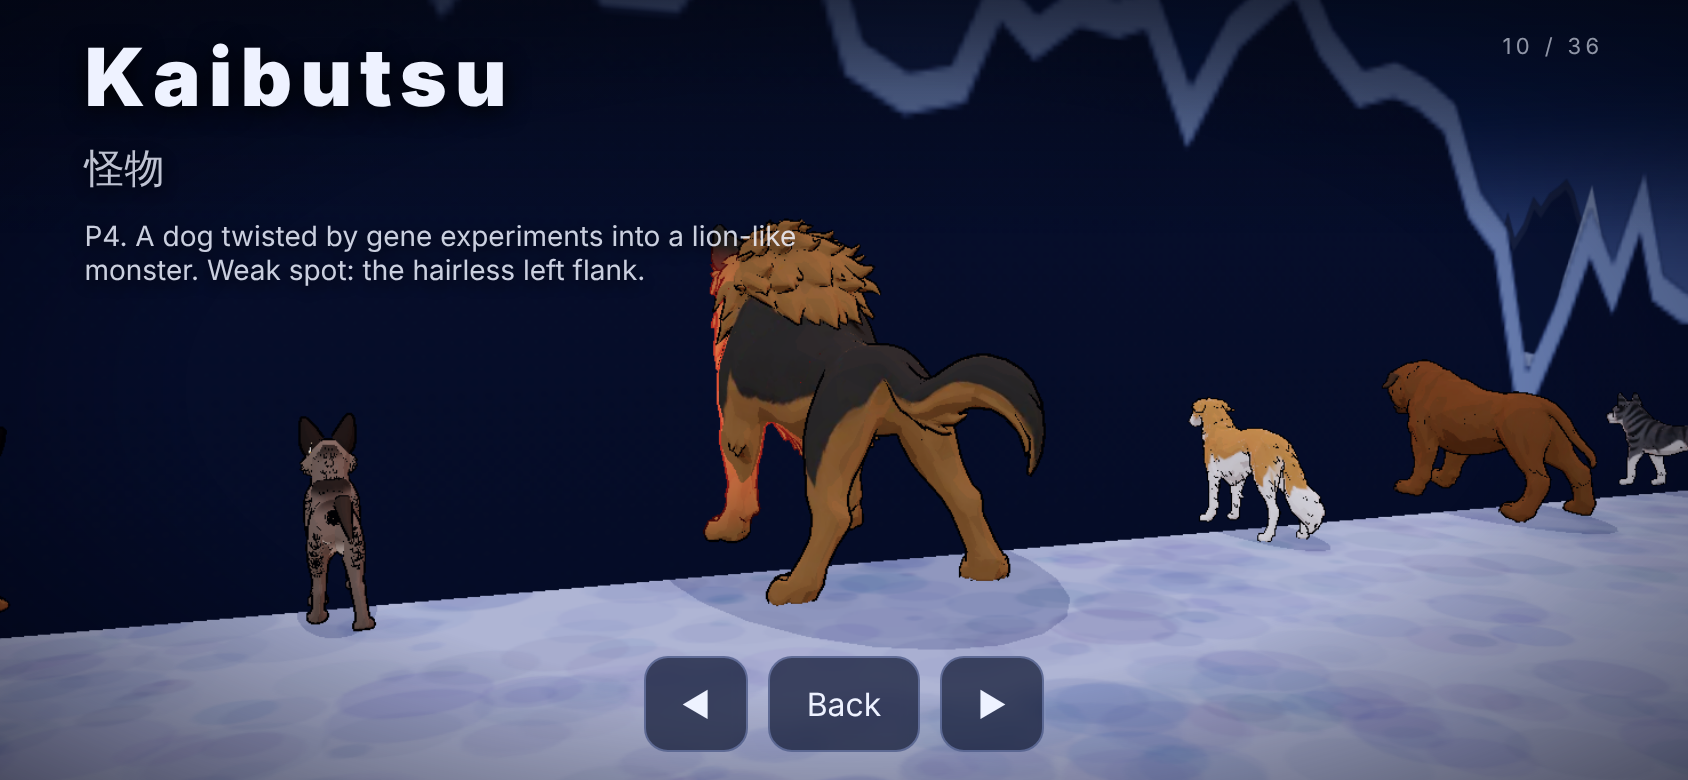 Kaibutsu
10 / 36
怪物
P4. A dog twisted by gene experiments into a lion-like
monster. Weak spot: the hairless left flank.
◀ Back ▶